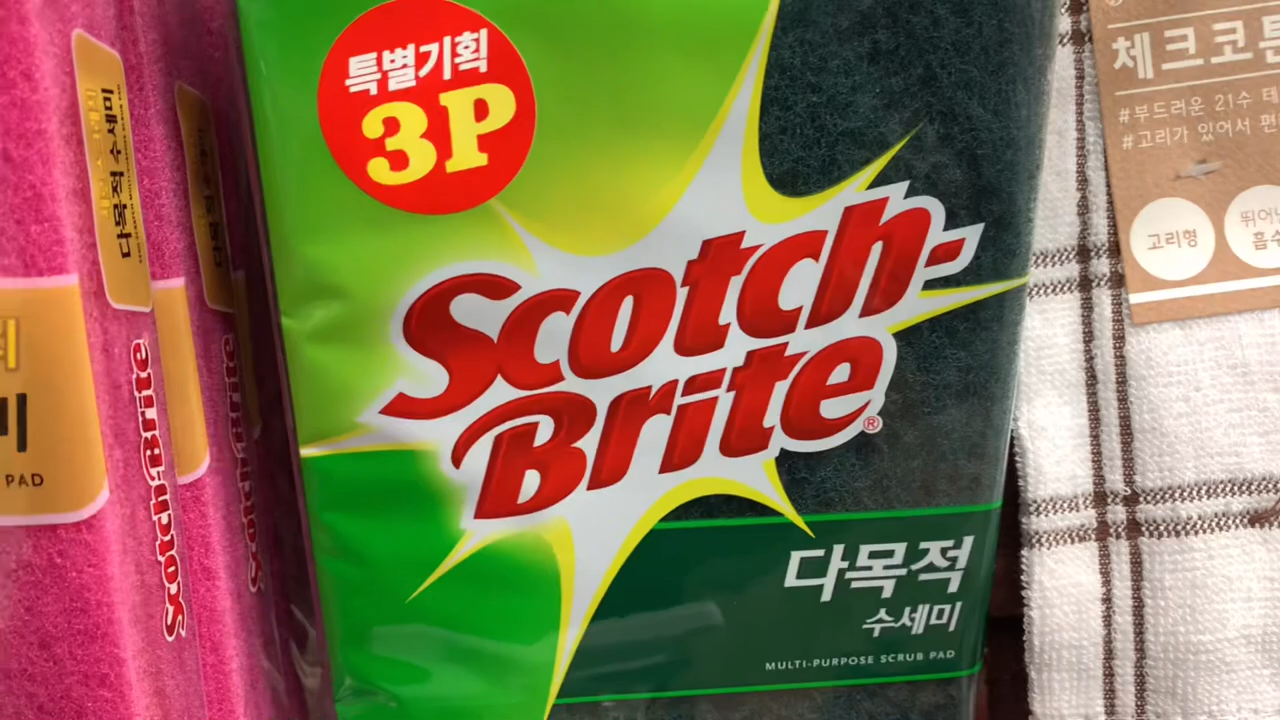 특별기획
3P
Scotch-
Brite®
다목적
수세미
MULTI-PURPOSE SCRUB PAD
다목적 수세미
Scotch-Brite
Scotch-Brite
PAD
체크코튼
#부드러운 21수
#고리가 있어서
고리형